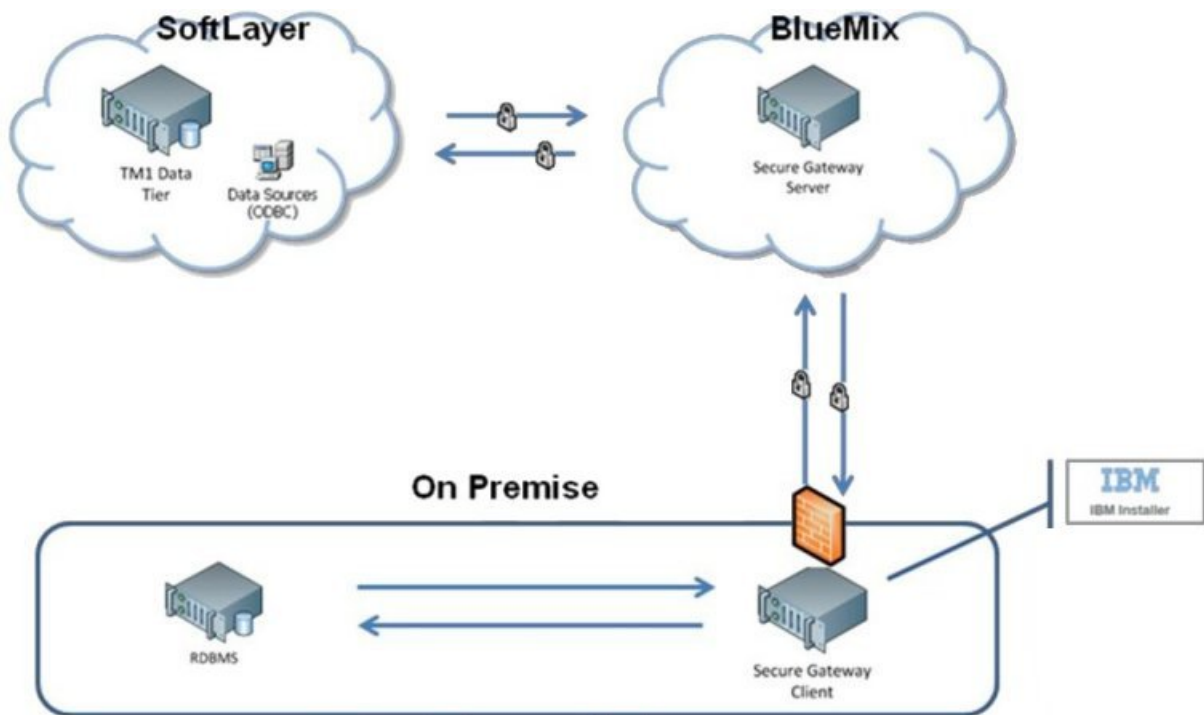 SoftLayer
BlueMix
TM1 Data
Tier
Data Sources
(ODBC)
Secure Gateway
Server
On Premise
IBM
IBM Installer
RDBMS
Secure Gateway
Client